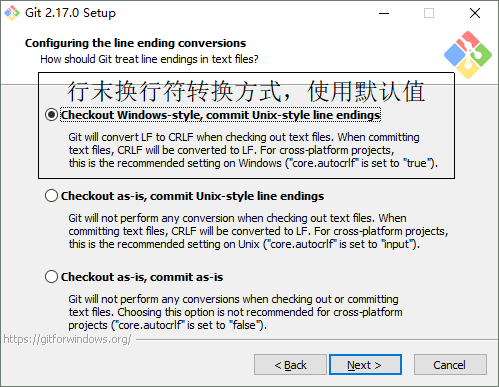 Git 2.17.0 Setup
Configuring the line ending conversions
How should Git treat line endings in text files?
行末换行符转换方式，使用默认值
Checkout Windows-style, commit Unix-style line endings
Git will convert LF to CRLF when checking out text files. When committing
text files, CRLF will be converted to LF. For cross-platform projects,
this is the recommended setting on Windows ("core.autocrlf" is set to "true").
Checkout as-is, commit Unix-style line endings
Git will not perform any conversion when checking out text files. When
committing text files, CRLF will be converted to LF. For cross-platform projects,
this is the recommended setting on Unix ("core.autocrlf" is set to "input").
Checkout as-is, commit as-is
Git will not perform any conversions when checking out or committing
text files. Choosing this option is not recommended for cross-platform
projects ("core.autocrlf" is set to "false").
https://gitforwindows.org/
< Back
Next >
Cancel